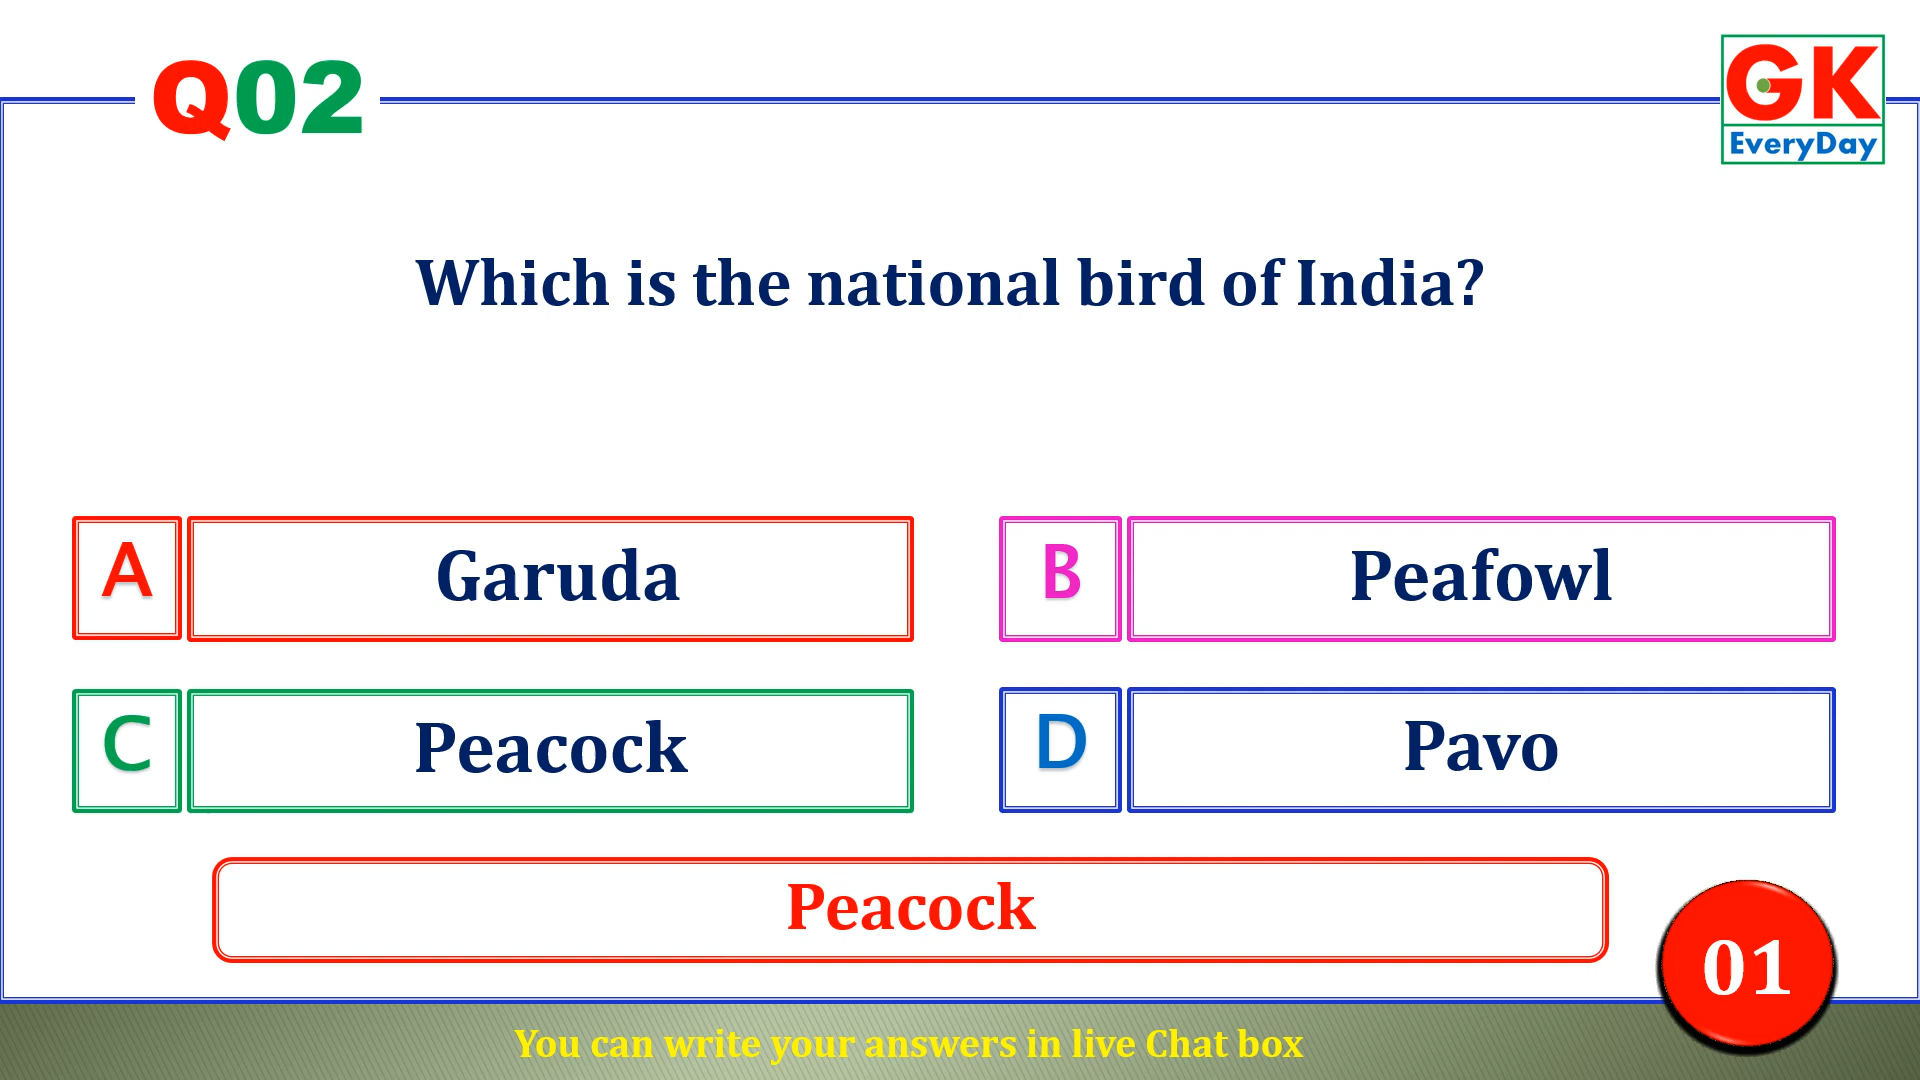 Q02
GK
EveryDay
Which is the national bird of India?
A Garuda
B Peafowl
C Peacock
D Pavo
Peacock
01
You can write your answers in live Chat box